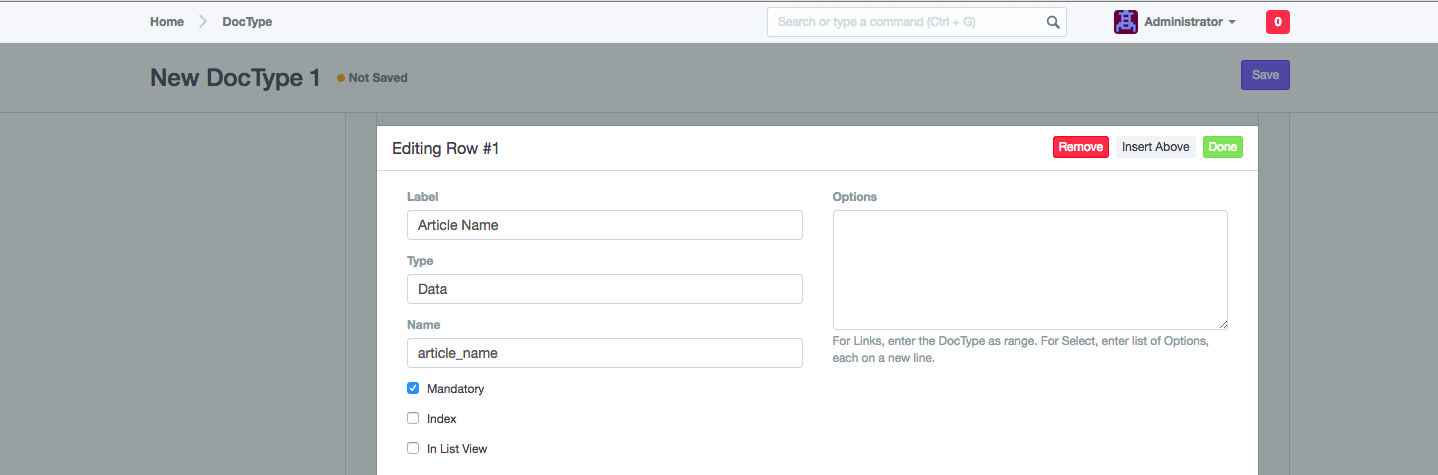 Home DocType Search or type a command (Ctrl + G) Administrator 0
New DocType 1 Not Saved Save
Editing Row #1 Remove Insert Above Done
Label
Article Name
Type
Data
Name
article_name
Mandatory
Index
In List View
Options
For Links, enter the DocType as range. For Select, enter list of Options,
each on a new line.